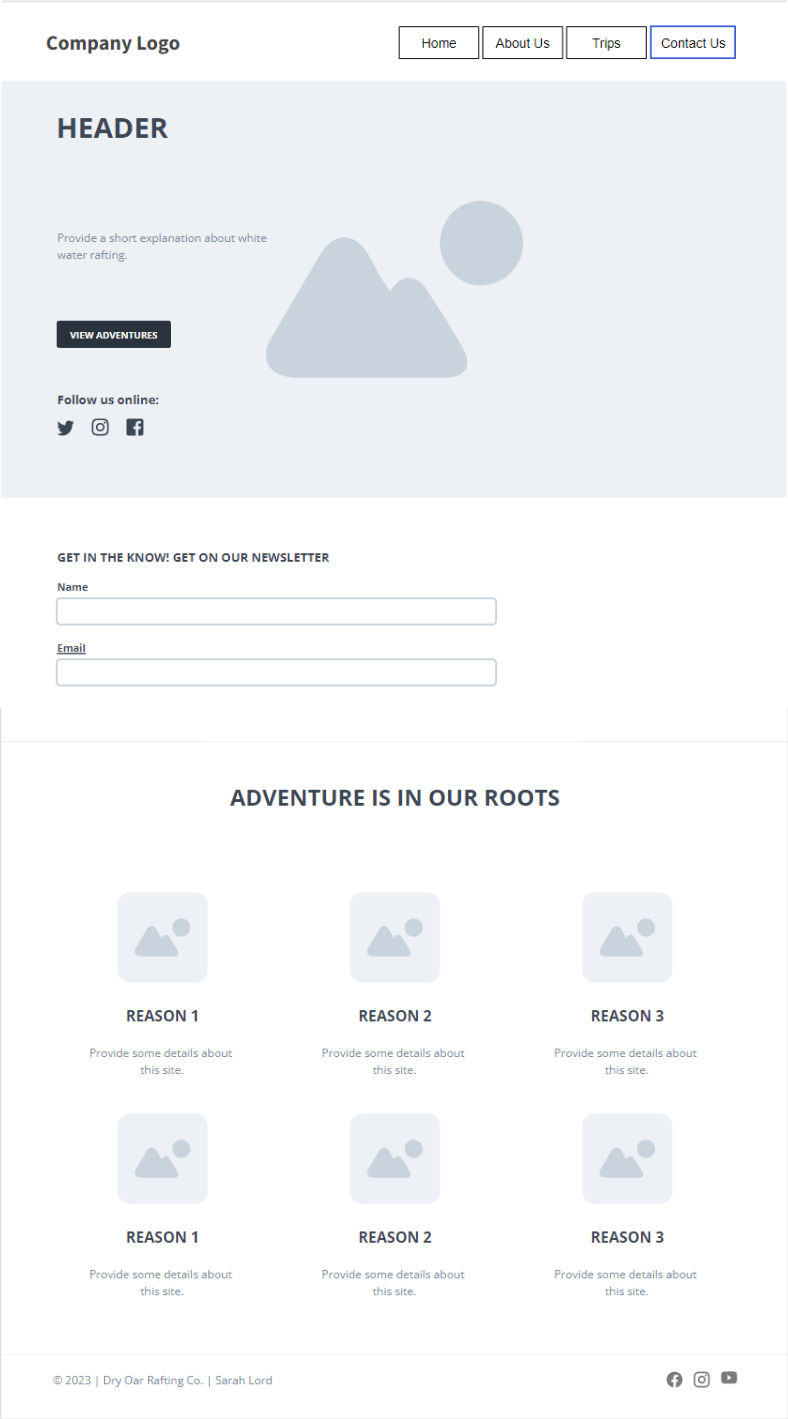 Company Logo
Home About Us Trips Contact Us
HEADER
Provide a short explanation about white
water rafting.
VIEW ADVENTURES
Follow us online:
GET IN THE KNOW! GET ON OUR NEWSLETTER
Name
Email
ADVENTURE IS IN OUR ROOTS
REASON 1 REASON 2 REASON 3
Provide some details about Provide some details about Provide some details about
this site. this site. this site.
REASON 1 REASON 2 REASON 3
Provide some details about Provide some details about Provide some details about
this site. this site. this site.
© 2023 | Dry Oar Rafting Co. | Sarah Lord